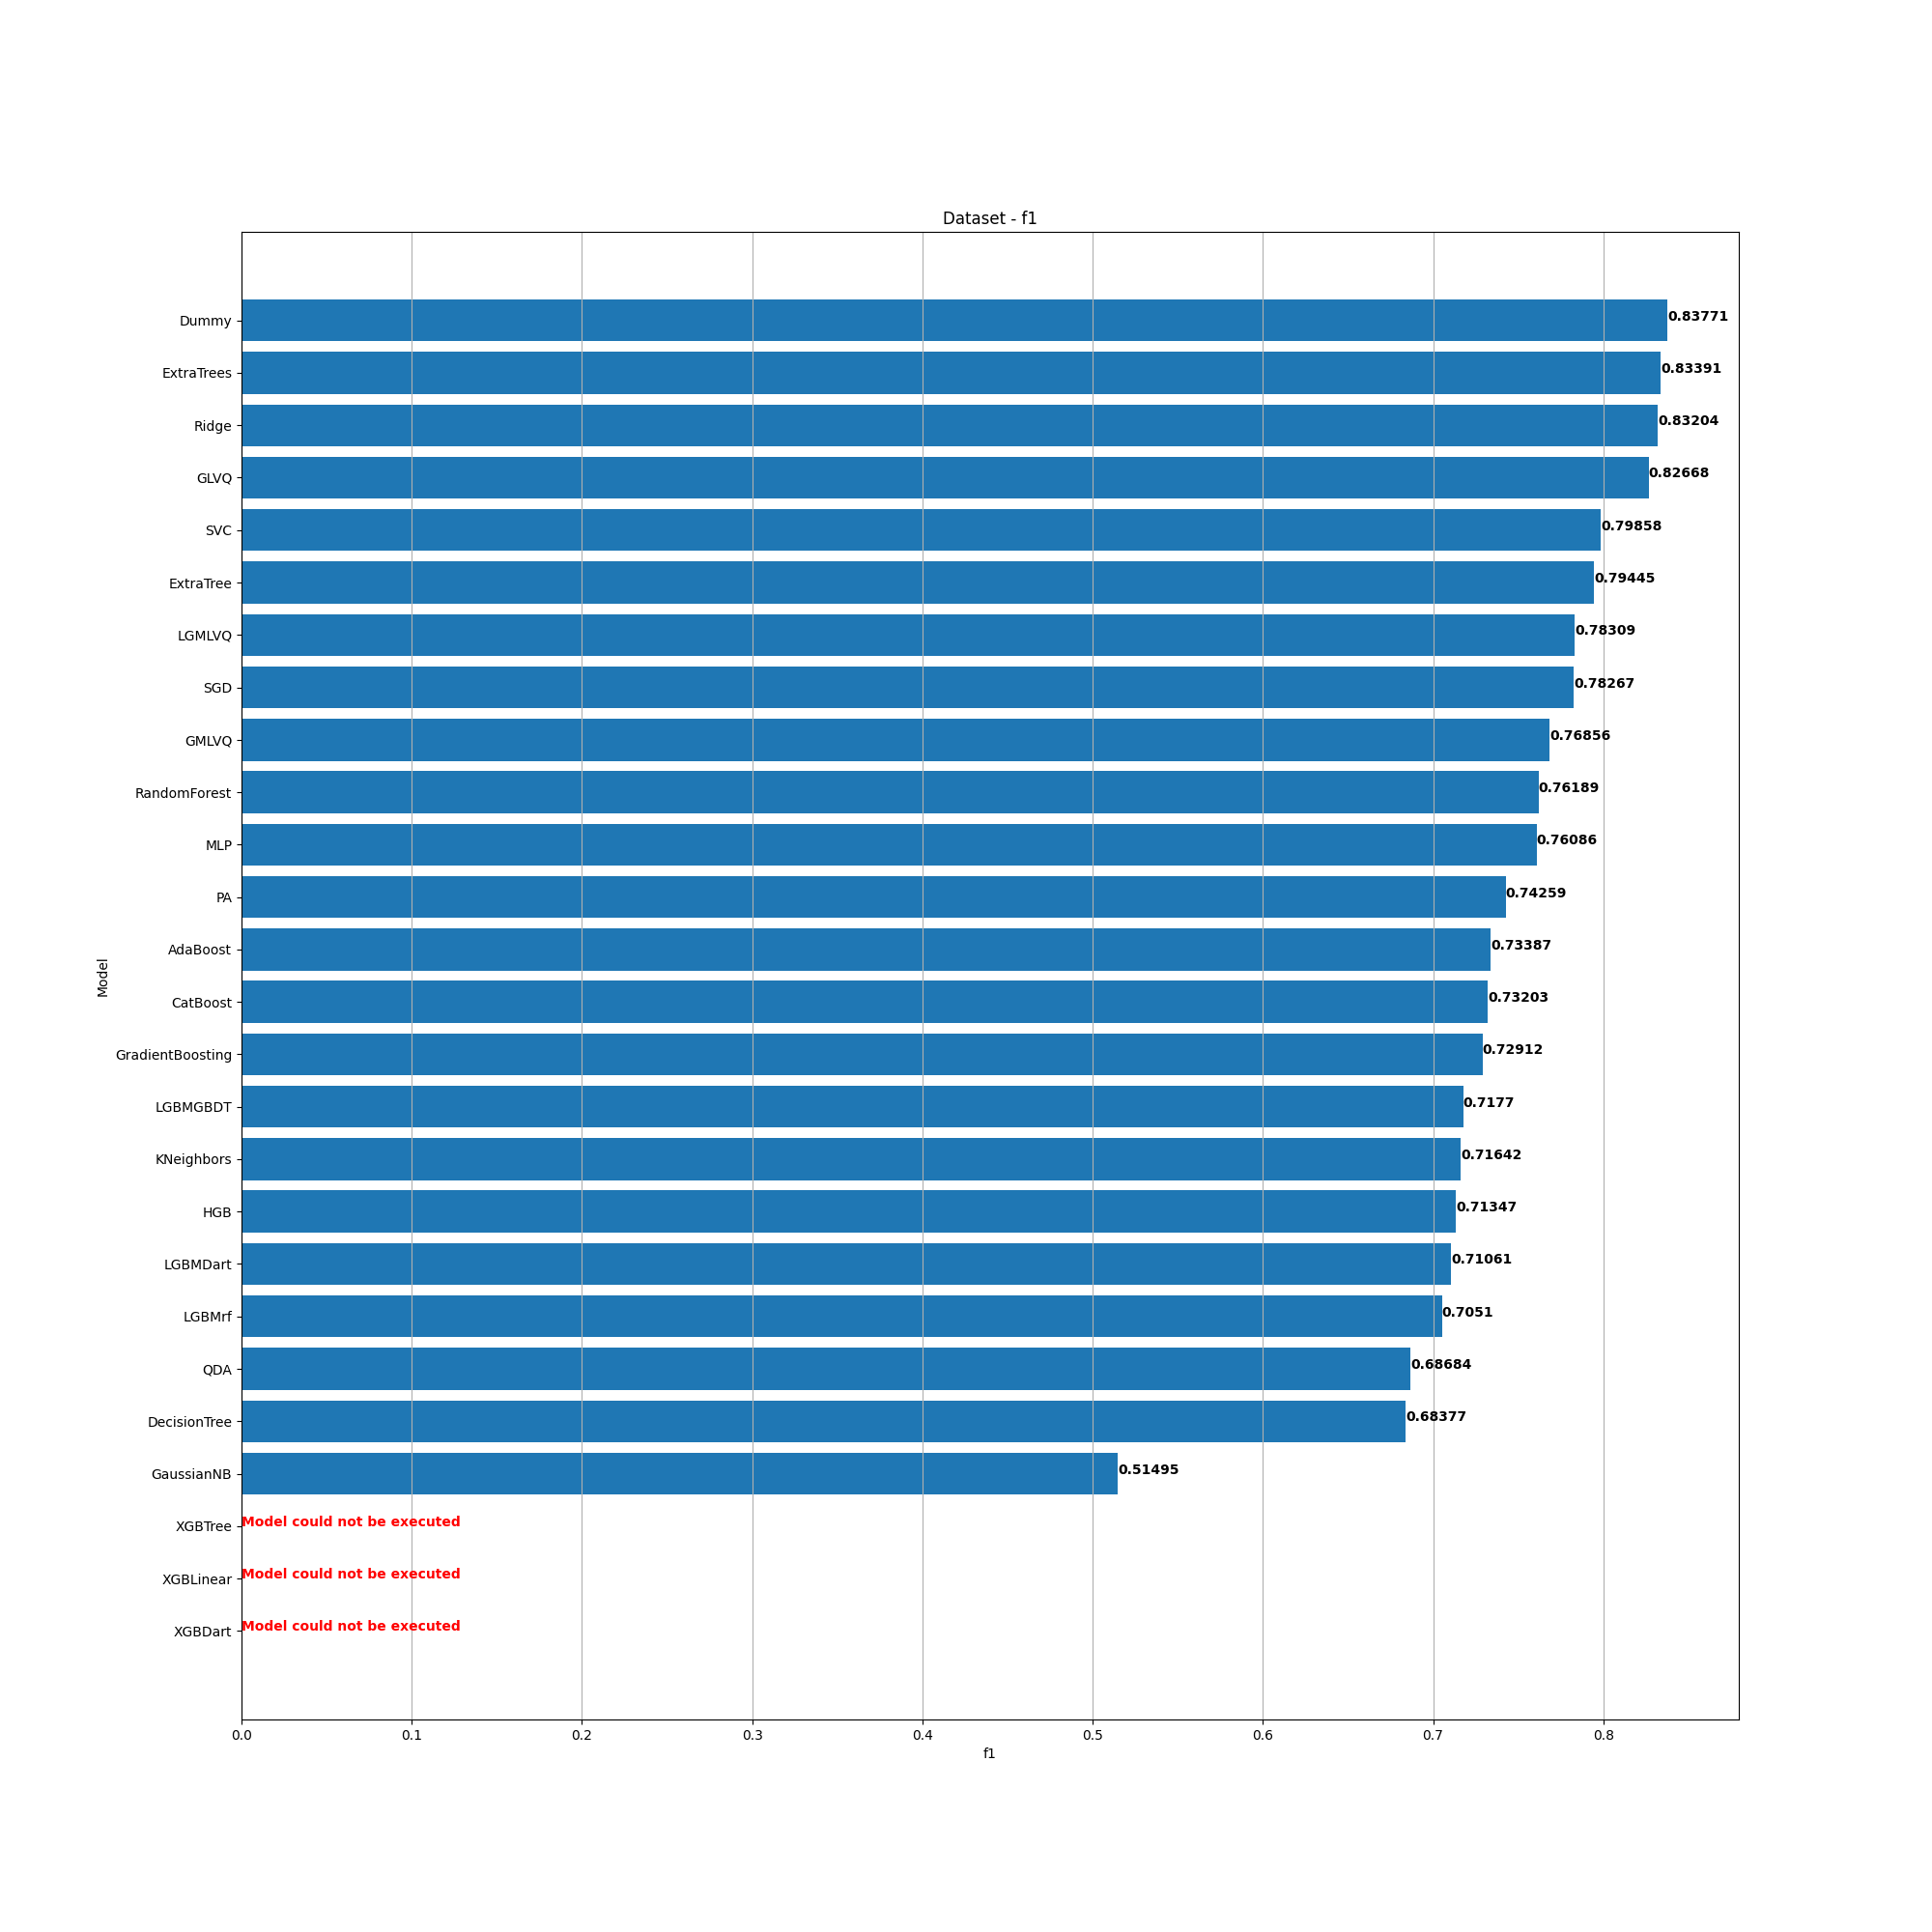 Dataset - f1
Dummy 0.83771
ExtraTrees 0.83391
Ridge 0.83204
GLVQ 0.82668
SVC 0.79858
ExtraTree 0.79445
LGMLVQ 0.78309
SGD 0.78267
GMLVQ 0.76856
RandomForest 0.76189
MLP 0.76086
PA 0.74259
AdaBoost 0.73387
Model
CatBoost 0.73203
GradientBoosting 0.72912
LGBMGBDT 0.7177
KNeighbors 0.71642
HGB 0.71347
LGBMDart 0.71061
LGBMrf 0.7051
QDA 0.68684
DecisionTree 0.68377
GaussianNB 0.51495
XGBTree Model could not be executed
XGBLinear Model could not be executed
XGBDart Model could not be executed
0.0 0.1 0.2 0.3 0.4 0.5 0.6 0.7 0.8
f1